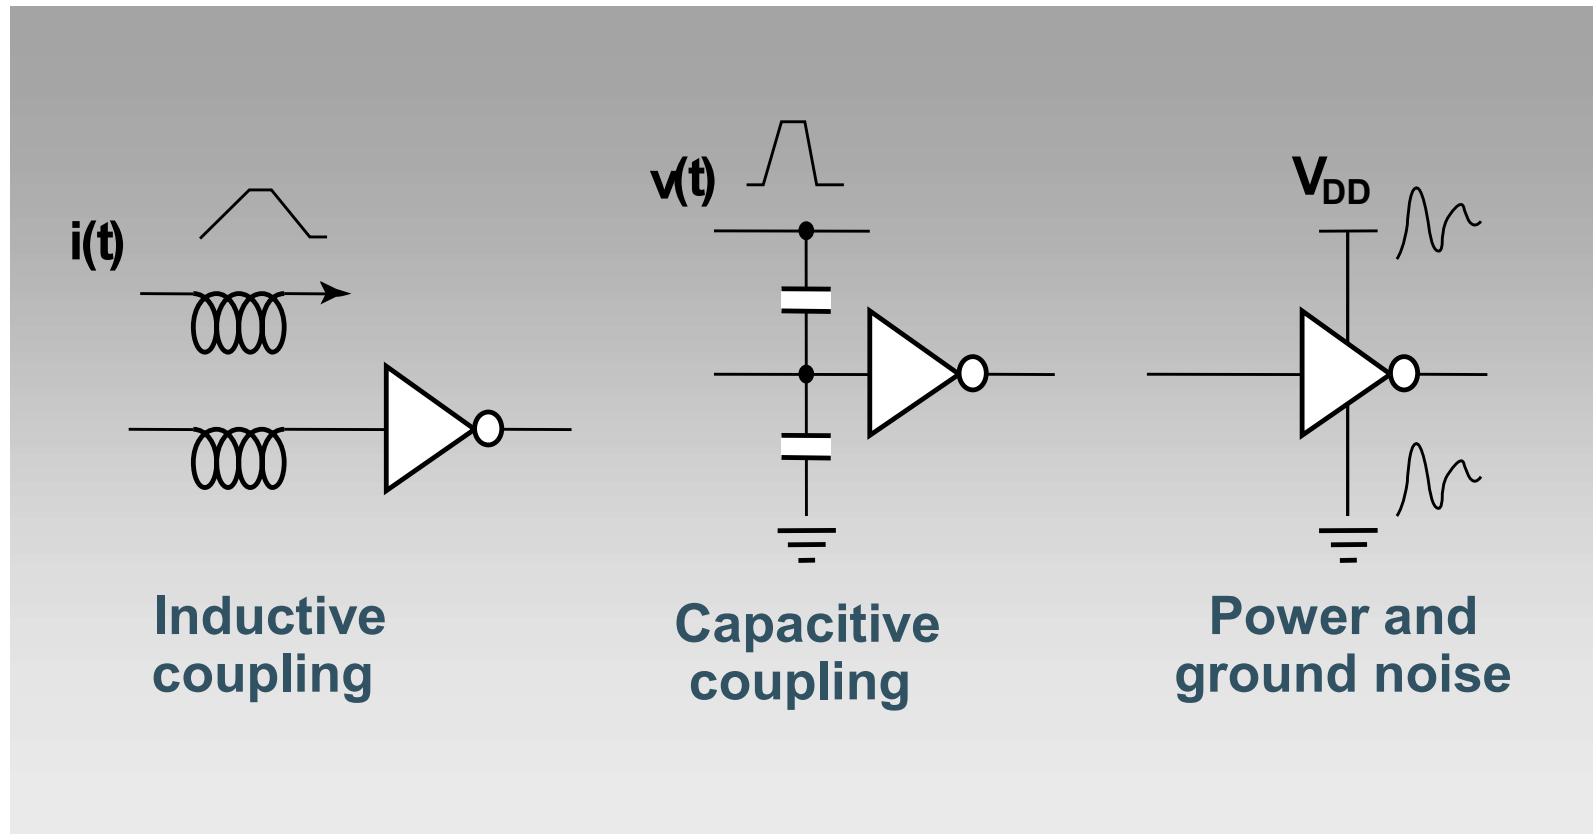 i(t)
v(t)
VDD
Inductive
coupling
Capacitive
coupling
Power and
ground noise